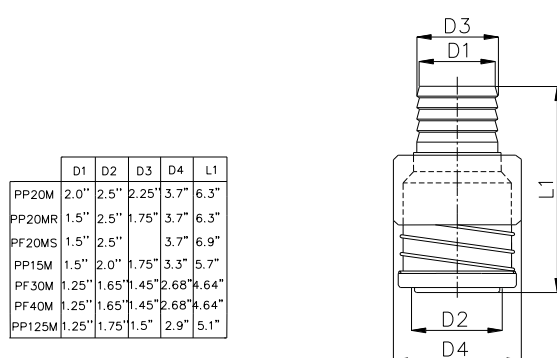 D1 D2 D3 D4 L1
PP20M 2.0'' 2.5'' 2.25'' 3.7'' 6.3''
PP20MR 1.5'' 2.5'' 1.75'' 3.7'' 6.3''
PF20MS 1.5'' 2.5'' 3.7'' 6.9''
PP15M 1.5'' 2.0'' 1.75'' 3.3'' 5.7''
PF30M 1.25'' 1.65'' 1.45'' 2.68'' 4.64''
PF40M 1.25'' 1.65'' 1.45'' 2.68'' 4.64''
PP125M 1.25'' 1.75'' 1.5'' 2.9'' 5.1''
D3
D1
L1
D2
D4